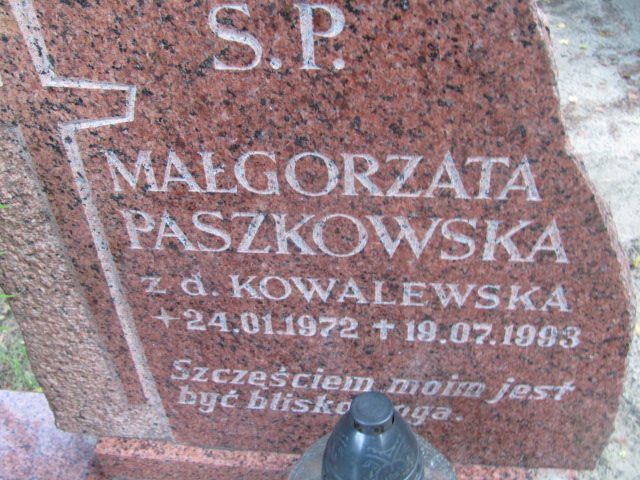 S.P.
MAŁGORZATA
PASZKOWSKA
z d. KOWALEWSKA
+24.01.1972 ✝ 19.07.1993
Szczęściem moim jest
być blisko